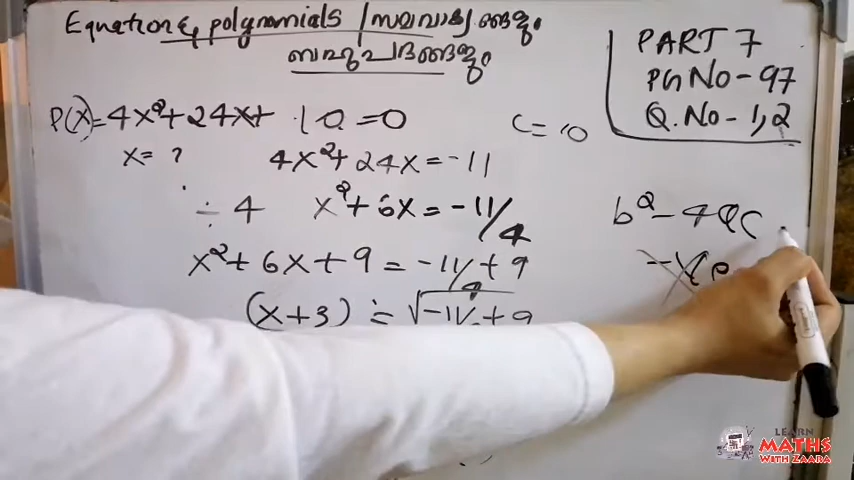 Equations & polynomials / സമവാക്യങ്ങളും
ബഹുപദങ്ങളും
PART 7
PG No - 97
Q. No - 1,2
P(x)= 4x²+24x+ 10 =0
C= 10
x= ?
4x²+24x=-11
÷ 4 x²+6x=-11/4
b²-4ac
x²+6x+9 = -11/4+9
(x+3) = √-11/4+9
LEARN
MATHS
WITH ZAARA